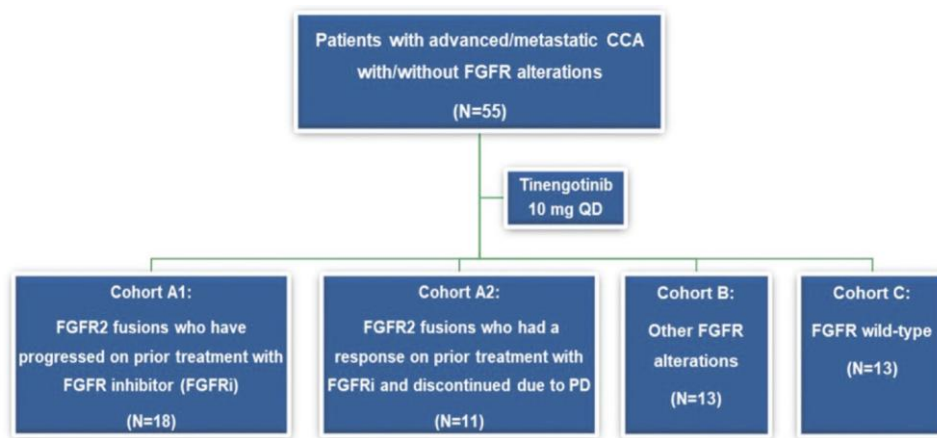 Patients with advanced/metastatic CCA
with/without FGFR alterations
(N=55)
Tinengotinib
10 mg QD
Cohort A1:
FGFR2 fusions who have
progressed on prior treatment with
FGFR inhibitor (FGFRi)
(N=18)
Cohort A2:
FGFR2 fusions who had a
response on prior treatment with
FGFRi and discontinued due to PD
(N=11)
Cohort B:
Other FGFR
alterations
(N=13)
Cohort C:
FGFR wild-type
(N=13)